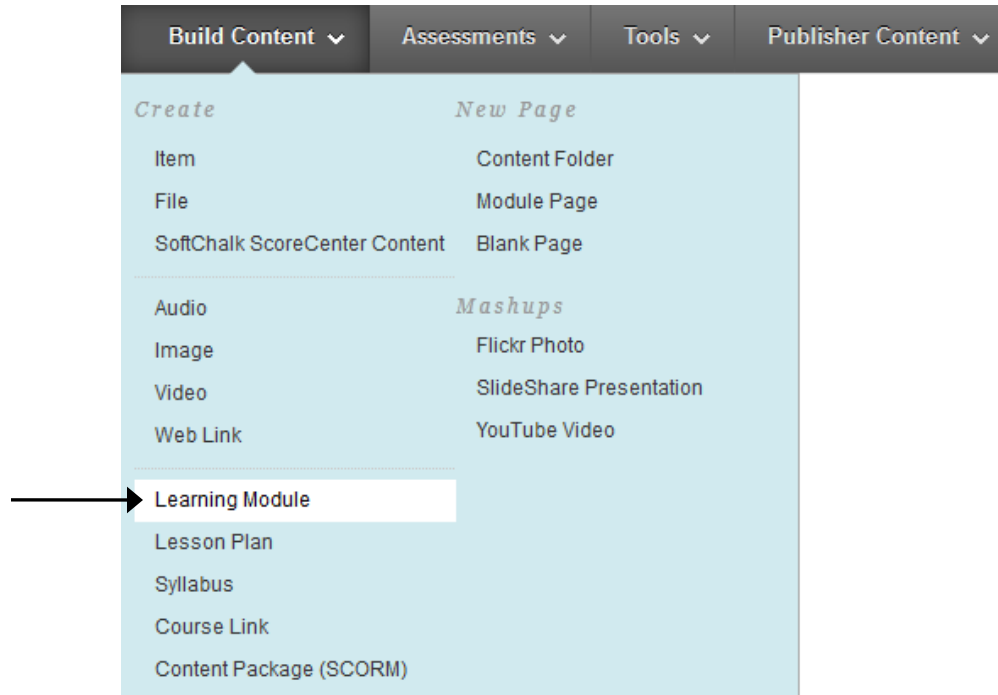 Build Content Assessments Tools Publisher Content
Create
Item
File
SoftChalk ScoreCenter Content
Audio
Image
Video
Web Link
Learning Module
Lesson Plan
Syllabus
Course Link
Content Package (SCORM)
New Page
Content Folder
Module Page
Blank Page
Mashups
Flickr Photo
SlideShare Presentation
YouTube Video